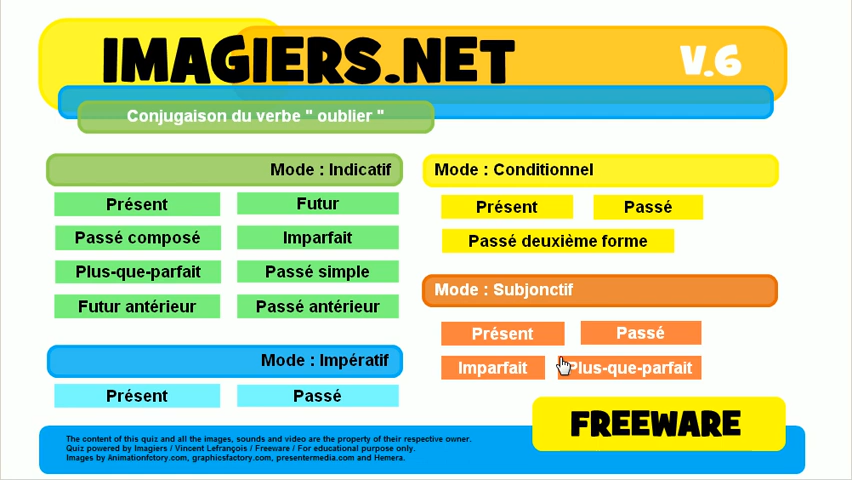 IMAGIERS.NET
V.6
Conjugaison du verbe " oublier "
Mode : Indicatif
Présent
Futur
Passé composé
Imparfait
Plus-que-parfait
Passé simple
Futur antérieur
Passé antérieur
Mode : Impératif
Présent
Passé
Mode : Conditionnel
Présent
Passé
Passé deuxième forme
Mode : Subjonctif
Présent
Passé
Imparfait
Plus-que-parfait
FREEWARE
The content of this quiz and all the images, sounds and video are the property of their respective owner.
Quiz powered by Imagiers / Vincent Lefrançois / Freeware / For educational purpose only.
Images by Animationfctory.com, graphicsfactory.com, presentermedia.com and Hemera.